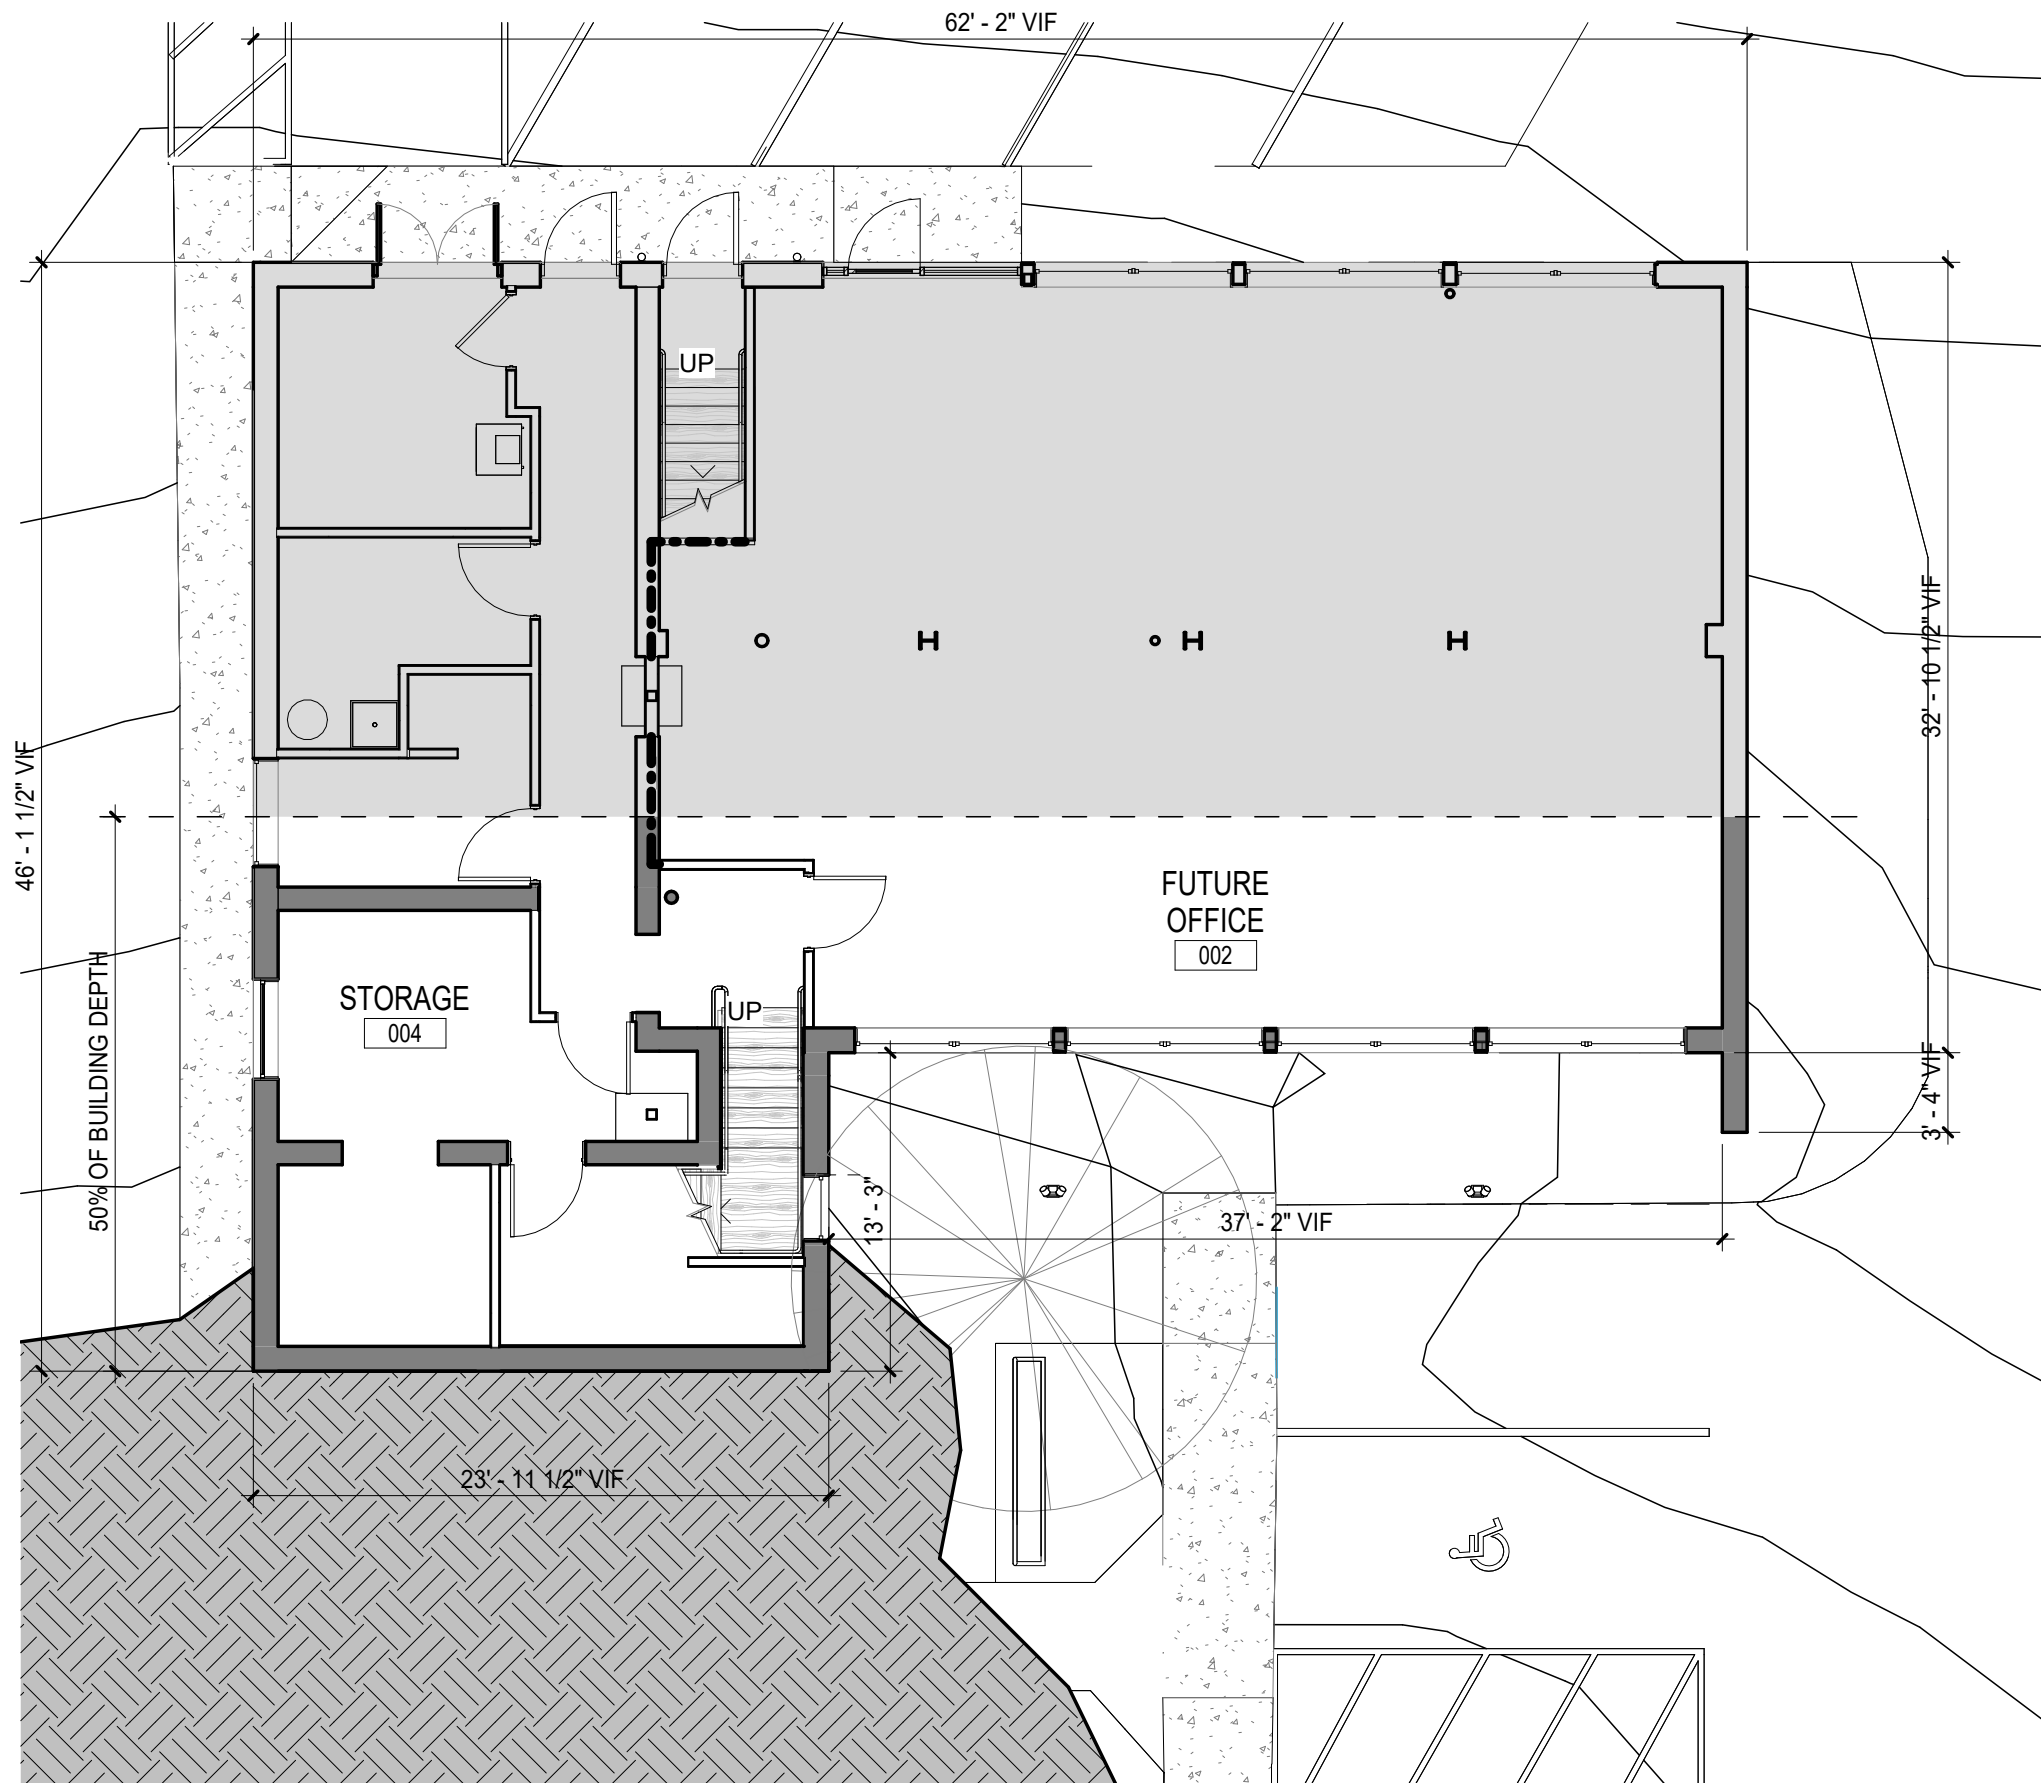 62' - 2" VIF
UP
46' - 1 1/2" VIF
32' - 10 1/2" VIF
FUTURE
OFFICE
002
50% OF BUILDING DEPTH
STORAGE
004
UP
3' - 4" VIF
13' - 3"
37' - 2" VIF
23' - 11 1/2" VIF